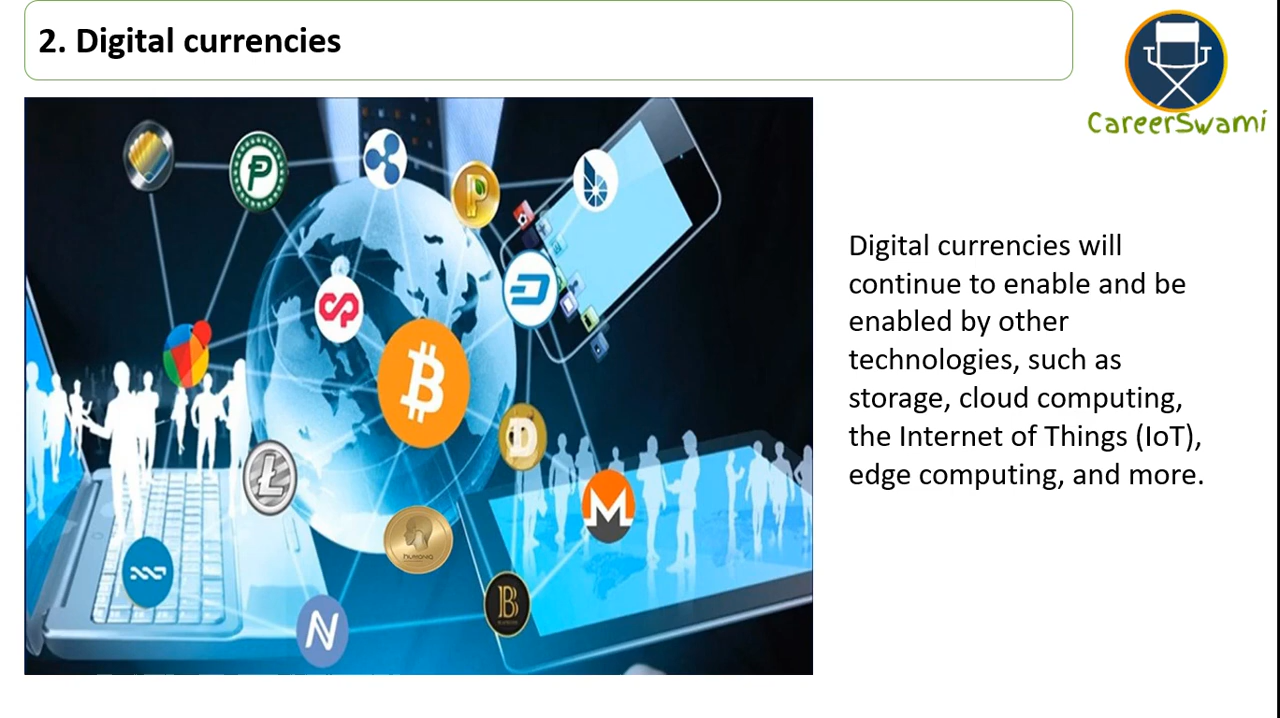 2. Digital currencies
CareerSwami
Digital currencies will
continue to enable and be
enabled by other
technologies, such as
storage, cloud computing,
the Internet of Things (IoT),
edge computing, and more.
HUMANIQ